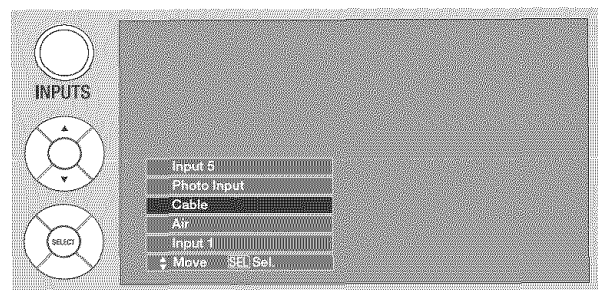 INPUTS
SELECT
Input 5
Photo Input
Cable
Air
Input 1
Move SEL Sel.